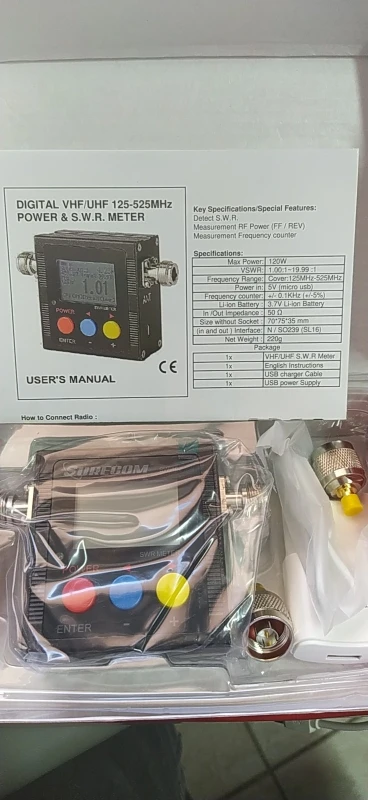 DIGITAL VHF/UHF 125-525MHz
POWER & S.W.R. METER
1.01
ANT
POWER
ENTER - +
USER'S MANUAL
CE
How to Connect Radio :
Key Specifications/Special Features:
Detect S.W.R.
Measurement RF Power (FF / REV)
Measurement Frequency counter
Specifications:
Max Power: 120W
VSWR: 1.00:1~19.99 :1
Frequency Range: Cover:125MHz-525MHz
Power in: 5V (micro usb)
Frequency counter: +/- 0.1KHz (+/-5%)
Li-ion Battery : 3.7V Li-ion Battery
In /Out Impedance : 50 Ω
Size without Socket : 70*75*35 mm
(in and out ) Interface : N / SO239 (SL16)
Net Weight : 220g
Package
1x VHF/UHF S.W.R Meter
1x English Instructions
1x USB charger Cable
1x USB power Supply
SURECOM
SWR METER
POWER
ENTER - +